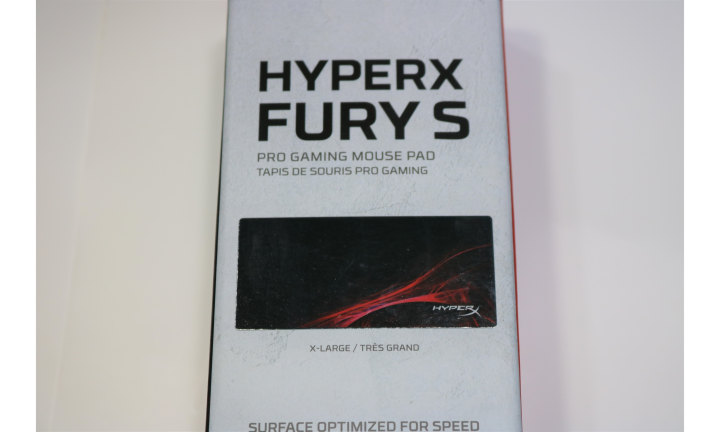 HYPERX
FURY S
PRO GAMING MOUSE PAD
TAPIS DE SOURIS PRO GAMING
HYPERX
X-LARGE / TRÈS GRAND
SURFACE OPTIMIZED FOR SPEED